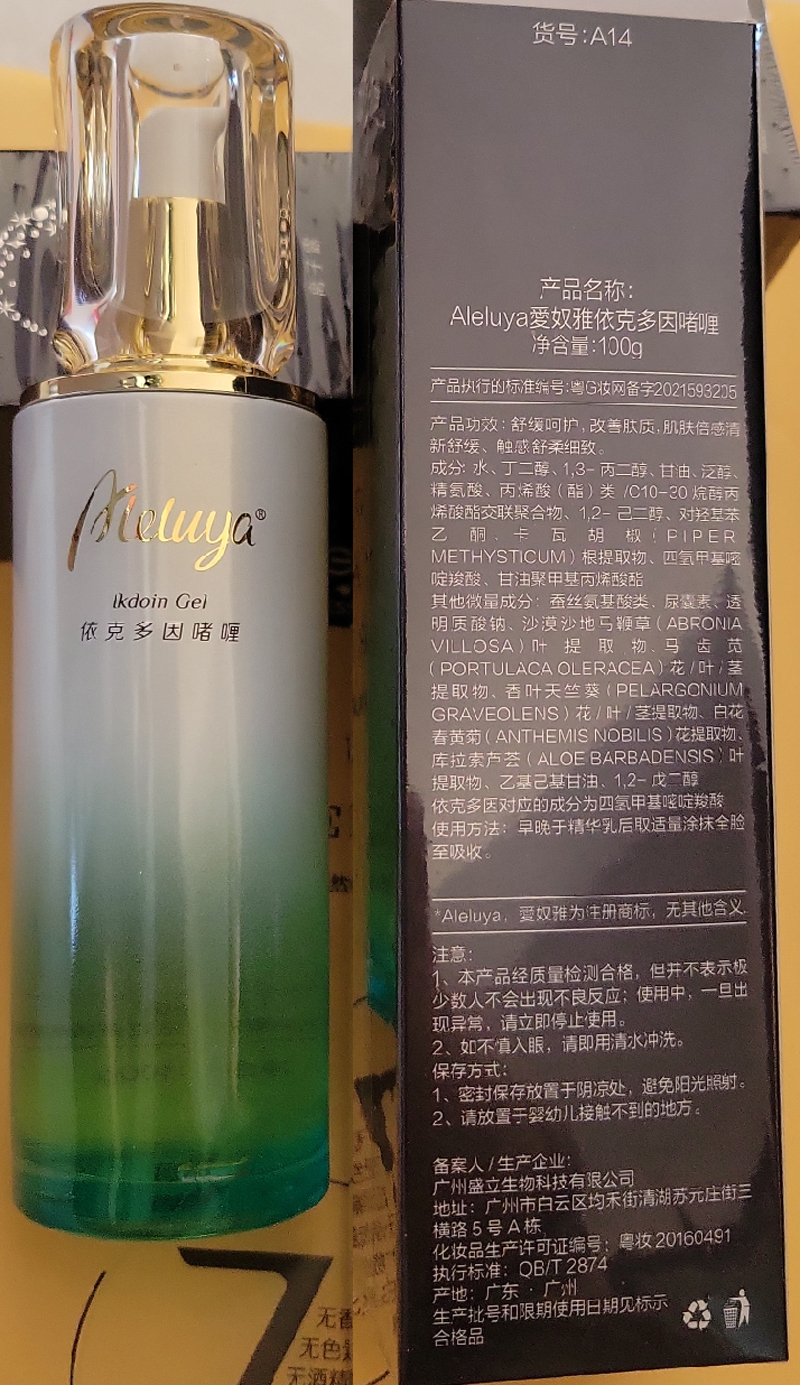 Aleluya®
Ikdoin Gel
依克多因啫喱
无色
无酒精
货号:A14
产品名称:
Aleluya愛奴雅依克多因啫喱
净含量:100g
产品执行的标准编号:粤G妆网备字2021593205
产品功效:舒缓呵护,改善肤质,肌肤倍感清
新舒缓、触感舒柔细致。
成分:水、丁二醇、1,3-丙二醇、甘油、泛醇、
精氨酸、丙烯酸(酯)类/C10-30烷醇丙
烯酸酯交联聚合物、1,2-己二醇、对羟基苯
乙酮、卡瓦胡椒(PIPER
METHYSTICUM)根提取物、四氢甲基嘧
啶羧酸、甘油聚甲基丙烯酸酯
其他微量成分:蚕丝氨基酸类、尿囊素、透
明质酸钠、沙漠沙地马鞭草(ABRONIA
VILLOSA)叶提取物、马齿苋
(PORTULACA OLERACEA)花/叶/茎
提取物、香叶天竺葵(PELARGONIUM
GRAVEOLENS)花/叶/茎提取物、白花
春黄菊(ANTHEMIS NOBILIS)花提取物、
库拉索芦荟(ALOE BARBADENSIS)叶
提取物、乙基己基甘油、1,2-戊二醇
依克多因对应的成分为四氢甲基嘧啶羧酸
使用方法:早晚于精华乳后取适量涂抹全脸
至吸收。
*Aleluya,愛奴雅为注册商标,无其他含义.
注意:
1、本产品经质量检测合格,但并不表示极
少数人不会出现不良反应;使用中,一旦出
现异常,请立即停止使用。
2、如不慎入眼,请即用清水冲洗。
保存方式:
1、密封保存放置于阴凉处,避免阳光照射。
2、请放置于婴幼儿接触不到的地方。
备案人/生产企业:
广州盛立生物科技有限公司
地址:广州市白云区均禾街清湖苏元庄街三
横路5号A栋
化妆品生产许可证编号:粤妆20160491
执行标准:QB/T 2874
产地:广东·广州
生产批号和限期使用日期见标示
合格品